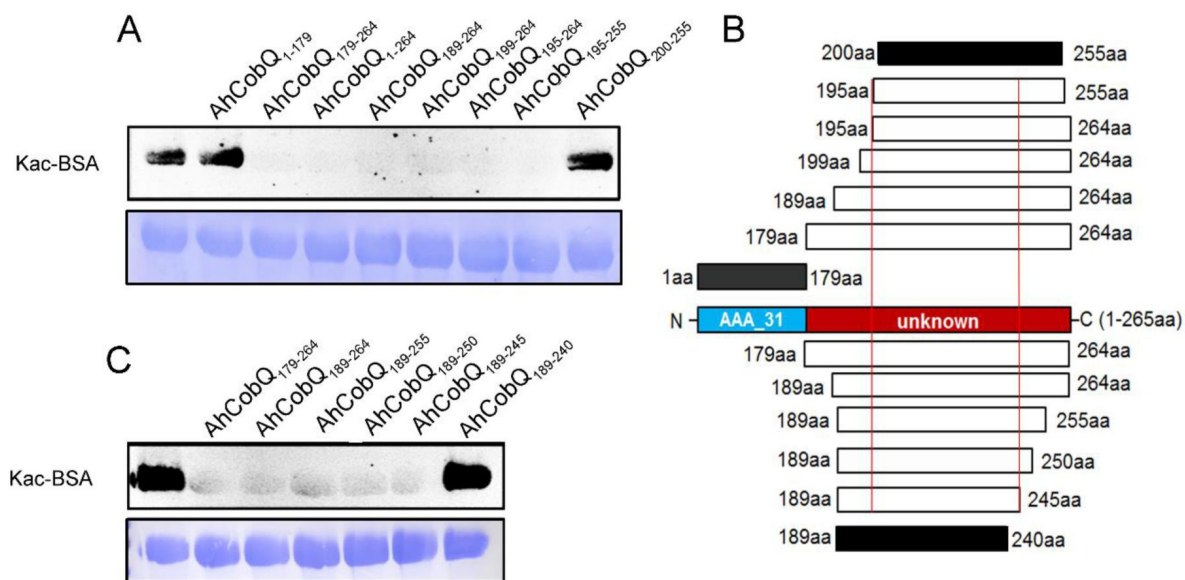 A
AhCobQ1-179
AhCobQ179-264
AhCobQ1-264
AhCobQ189-264
AhCobQ199-264
AhCobQ195-264
AhCobQ195-255
AhCobQ200-255
Kac-BSA
B
200aa 255aa
195aa 255aa
195aa 264aa
199aa 264aa
189aa 264aa
179aa 264aa
1aa 179aa
N AAA_31 unknown C (1-265aa)
179aa 264aa
189aa 264aa
189aa 255aa
189aa 250aa
189aa 245aa
189aa 240aa
C
AhCobQ179-264
AhCobQ189-264
AhCobQ189-255
AhCobQ189-250
AhCobQ189-245
AhCobQ189-240
Kac-BSA